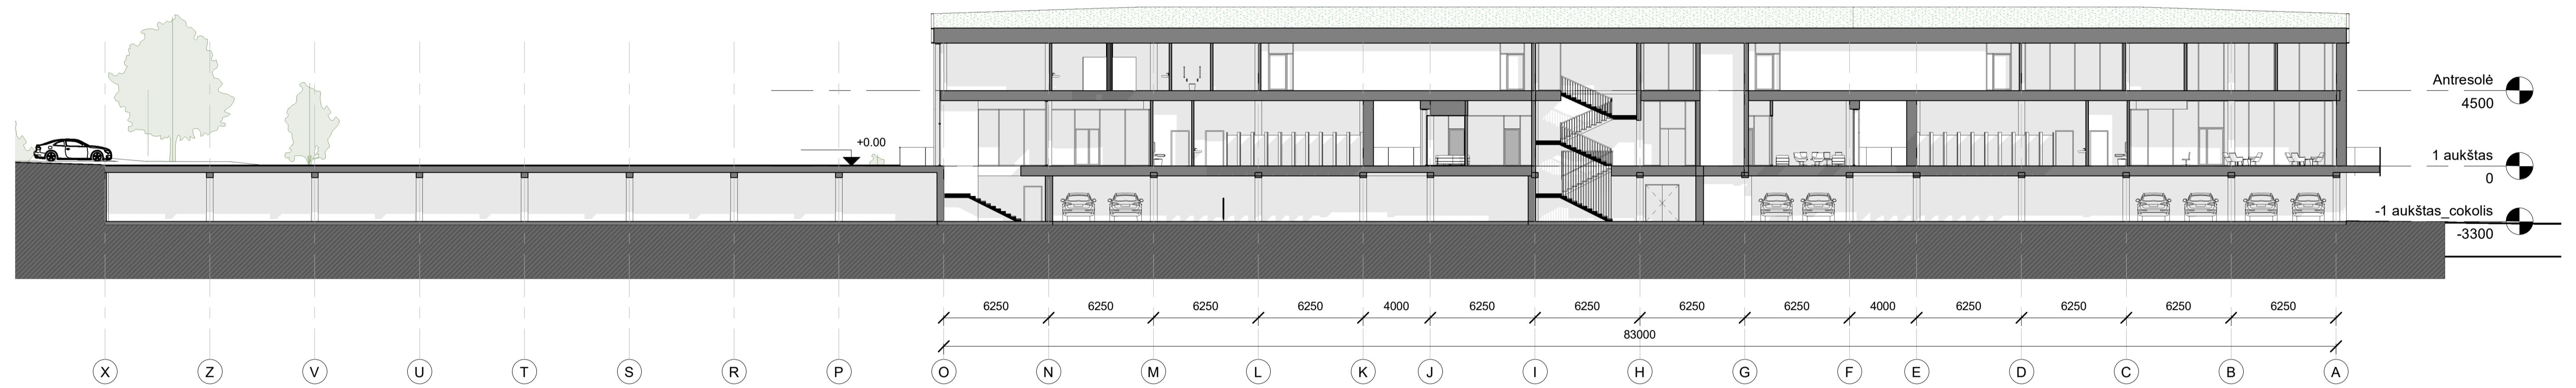 Antresolė
4500
+0.00
1 aukštas
0
-1 aukštas_cokolis
-3300
6250 6250 6250 6250 4000 6250 6250 6250 6250 4000 6250 6250 6250 6250
83000
X Z V U T S R P O N M L K J I H G F E D C B A